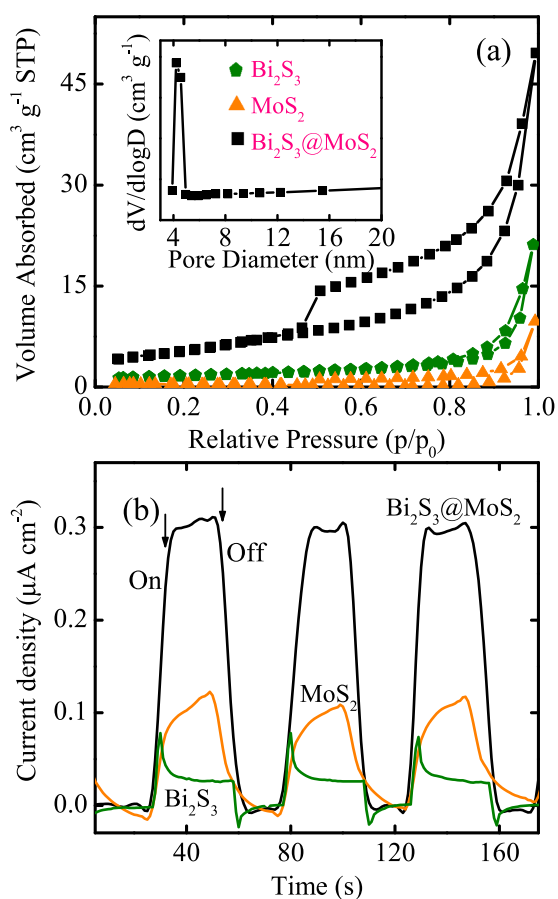 (a)
Volume Absorbed (cm³ g⁻¹ STP)
45
30
15
0
0.0 0.2 0.4 0.6 0.8 1.0
Relative Pressure (p/p₀)
dV/dlogD (cm³ g⁻¹)
Bi₂S₃
MoS₂
Bi₂S₃@MoS₂
4 8 12 16 20
Pore Diameter (nm)
(b)
Current density (μA cm⁻²)
0.3
0.2
0.1
0.0
On
Off
Bi₂S₃@MoS₂
MoS₂
Bi₂S₃
40 80 120 160
Time (s)